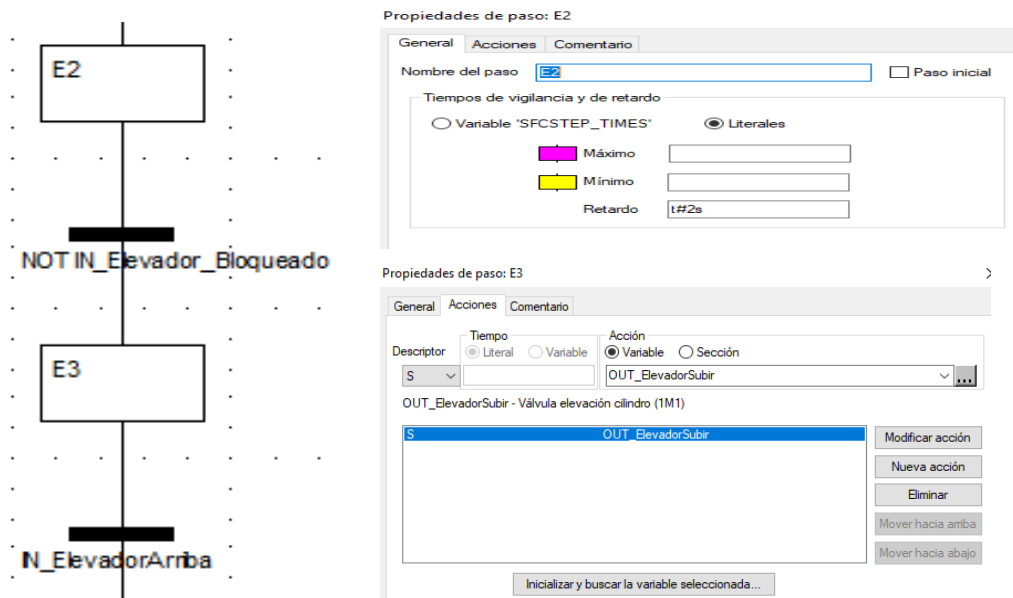 E2
NOT IN_Elevador_Bloqueado
E3
IN_ElevadorArriba
Propiedades de paso: E2
General Acciones Comentario
Nombre del paso E2 Paso inicial
Tiempos de vigilancia y de retardo
Variable 'SFCSTEP_TIMES' Literales
Máximo
Mínimo
Retardo t#2s
Propiedades de paso: E3
General Acciones Comentario
Tiempo Acción
Descriptor Literal Variable Variable Sección
S OUT_ElevadorSubir ...
OUT_ElevadorSubir - Válvula elevación cilindro (1M1)
S OUT_ElevadorSubir
Modificar acción
Nueva acción
Eliminar
Mover hacia arriba
Mover hacia abajo
Inicializar y buscar la variable seleccionada...